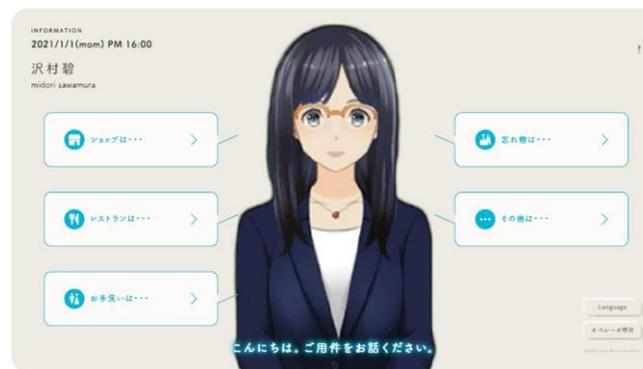 INFORMATION
2021/1/1(mom) PM 16:00
沢村碧
midori sawamura
ショップは・・・
レストランは・・・
お手洗いは・・・
忘れ物は・・・
その他は・・・
Language
オペレータ呼出
こんにちは。ご用件をお話ください。